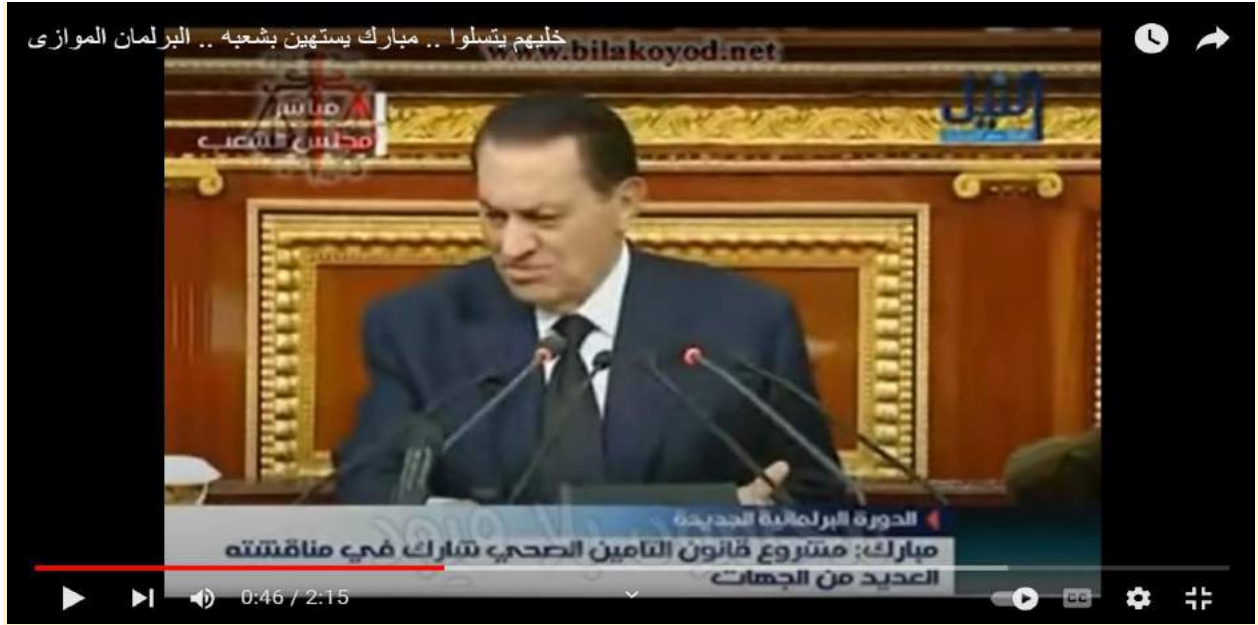 خليهم يتسلوا .. مبارك يستهين بشعبه .. البرلمان الموازى
www.bilakoyod.net
مباشر
مجلس الشعب
النيل
الدورة البرلمانية الجديدة
مبارك: مشروع قانون التامين الصحي شارك في مناقشته
العديد من الجهات
0:46 / 2:15
CC